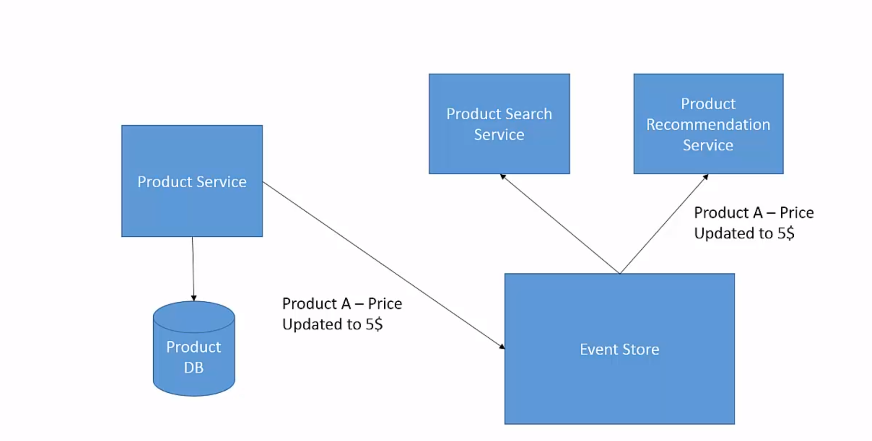 Product Service
Product
DB
Product A – Price
Updated to 5$
Product Search
Service
Product
Recommendation
Service
Product A – Price
Updated to 5$
Event Store